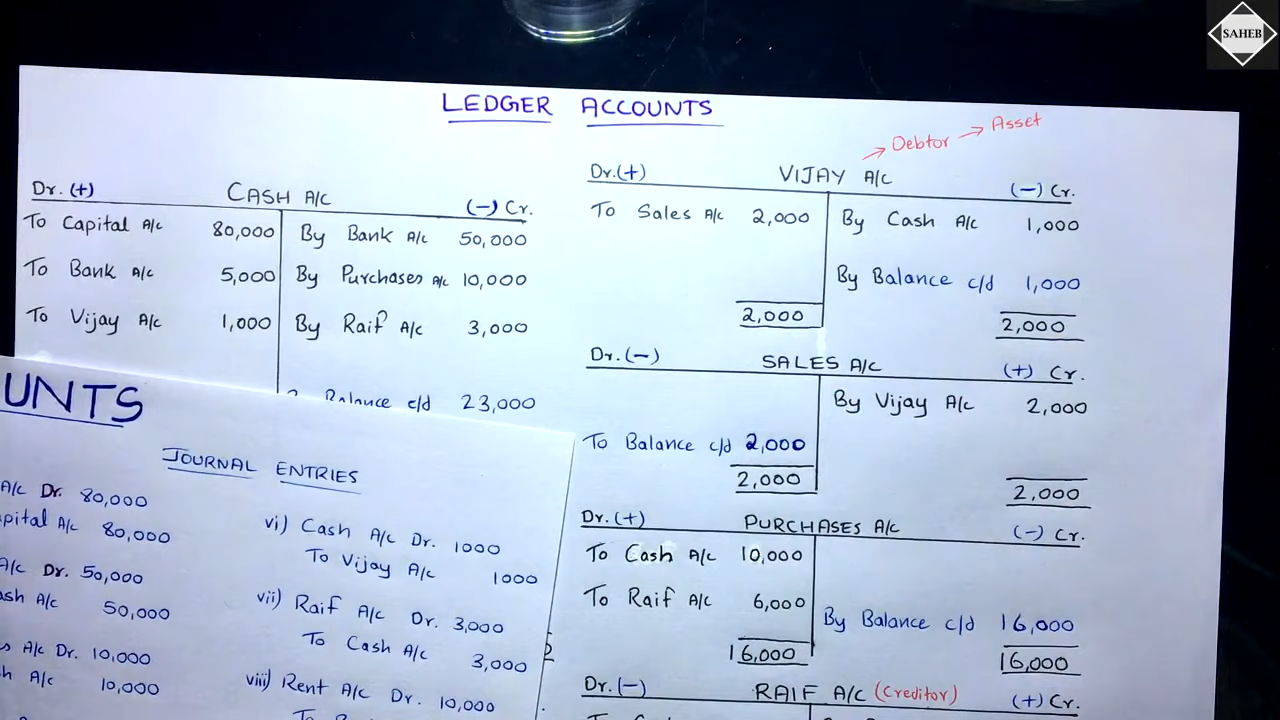 SAHEB
LEDGER ACCOUNTS
Dr. (+) CASH A/c (-) Cr.
To Capital A/c 80,000 By Bank A/c 50,000
To Bank A/c 5,000 By Purchases A/c 10,000
To Vijay A/c 1,000 By Raif A/c 3,000
Balance c/d 23,000
→ Debtor → Asset
Dr. (+) VIJAY A/c (-) Cr.
To Sales A/c 2,000 By Cash A/c 1,000
By Balance c/d 1,000
2,000 2,000
Dr. (-) SALES A/c (+) Cr.
By Vijay A/c 2,000
To Balance c/d 2,000
2,000 2,000
Dr. (+) PURCHASES A/c (-) Cr.
To Cash A/c 10,000
To Raif A/c 6,000 By Balance c/d 16,000
16,000 16,000
Dr. (-) RAIF A/c (Creditor) (+) Cr.
UNTS
JOURNAL ENTRIES
A/c Dr. 80,000
pital A/c 80,000
A/c Dr. 50,000
ash A/c 50,000
s A/c Dr. 10,000
h A/c 10,000
vi) Cash A/c Dr. 1000
To Vijay A/c 1000
vii) Raif A/c Dr. 3,000
To Cash A/c 3,000
viii) Rent A/c Dr. 10,000
To